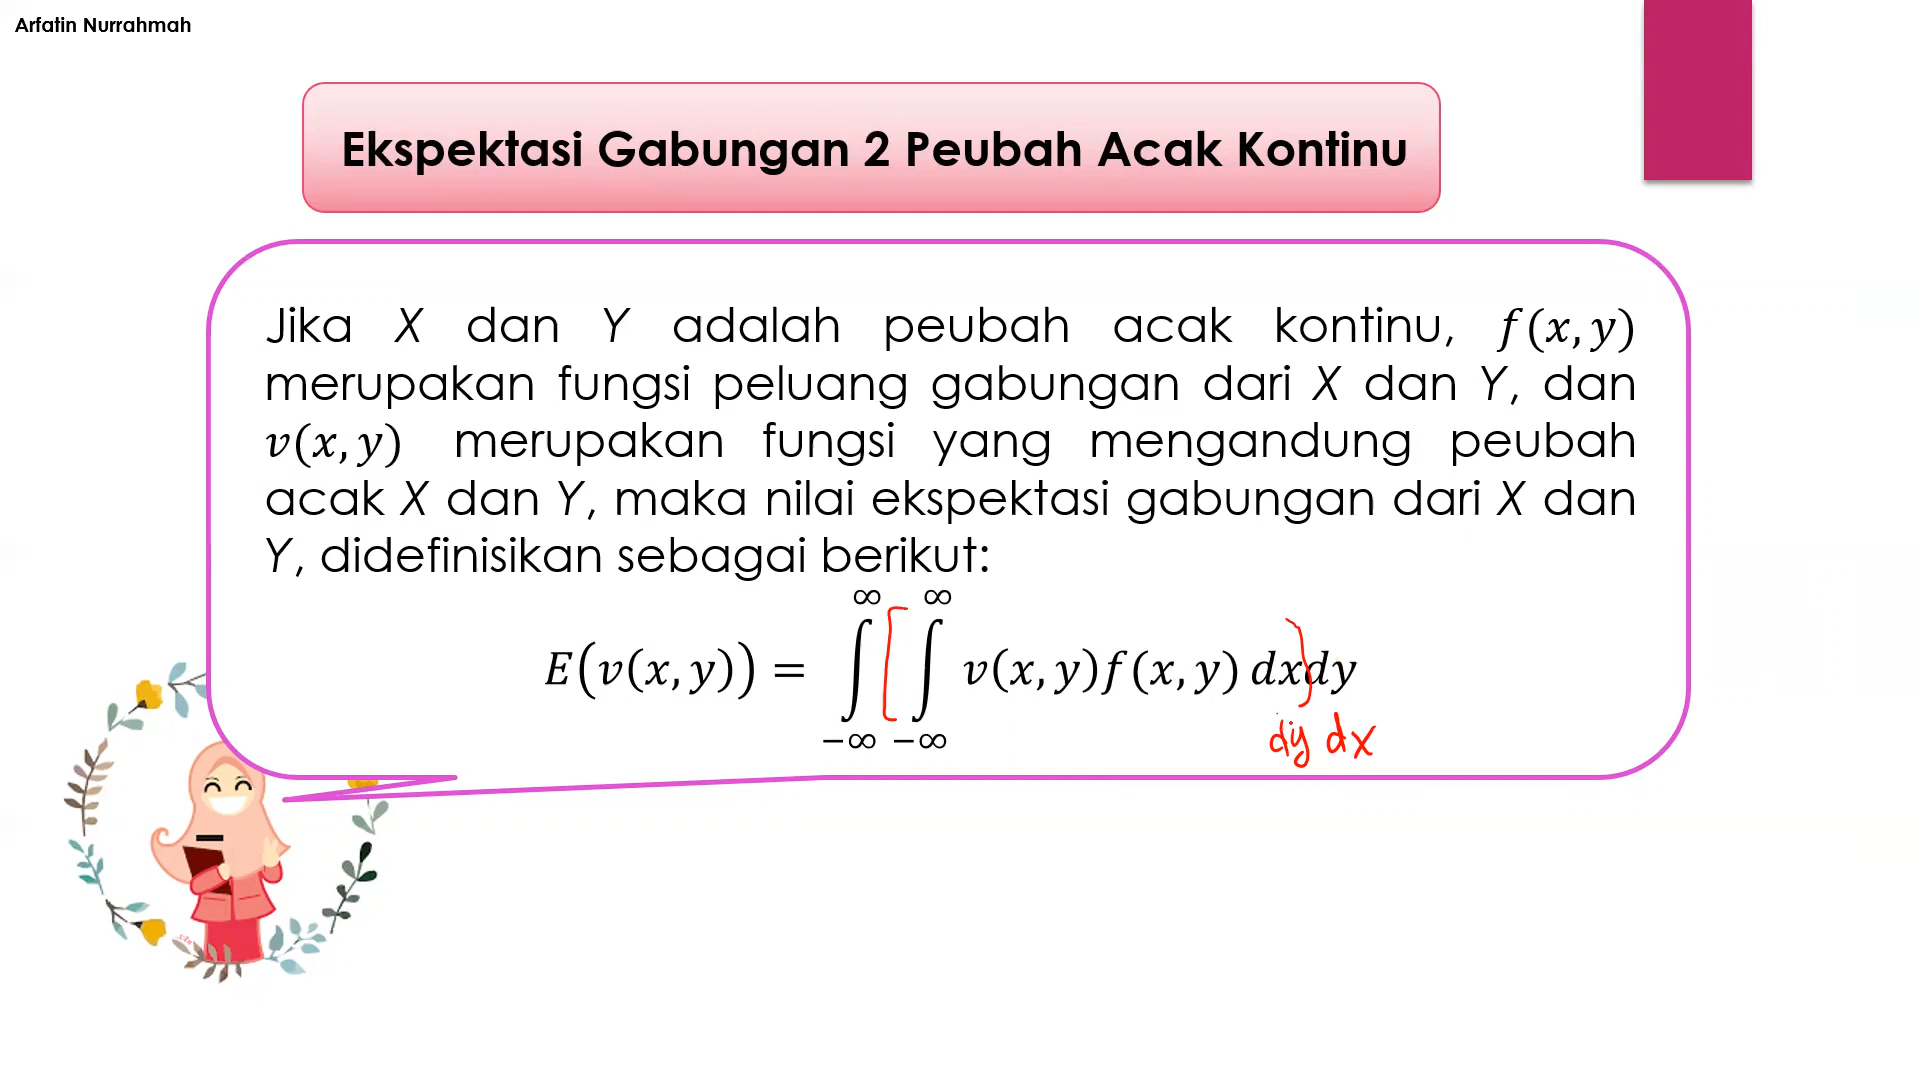 Arfatin Nurrahmah
Ekspektasi Gabungan 2 Peubah Acak Kontinu
Jika X dan Y adalah peubah acak kontinu, f(x, y)
merupakan fungsi peluang gabungan dari X dan Y, dan
v(x, y) merupakan fungsi yang mengandung peubah
acak X dan Y, maka nilai ekspektasi gabungan dari X dan
Y, didefinisikan sebagai berikut:
E(v(x, y)) = ∫_{-∞}^{∞} [ ∫_{-∞}^{∞} v(x, y)f(x, y) dx} dy
dy dx